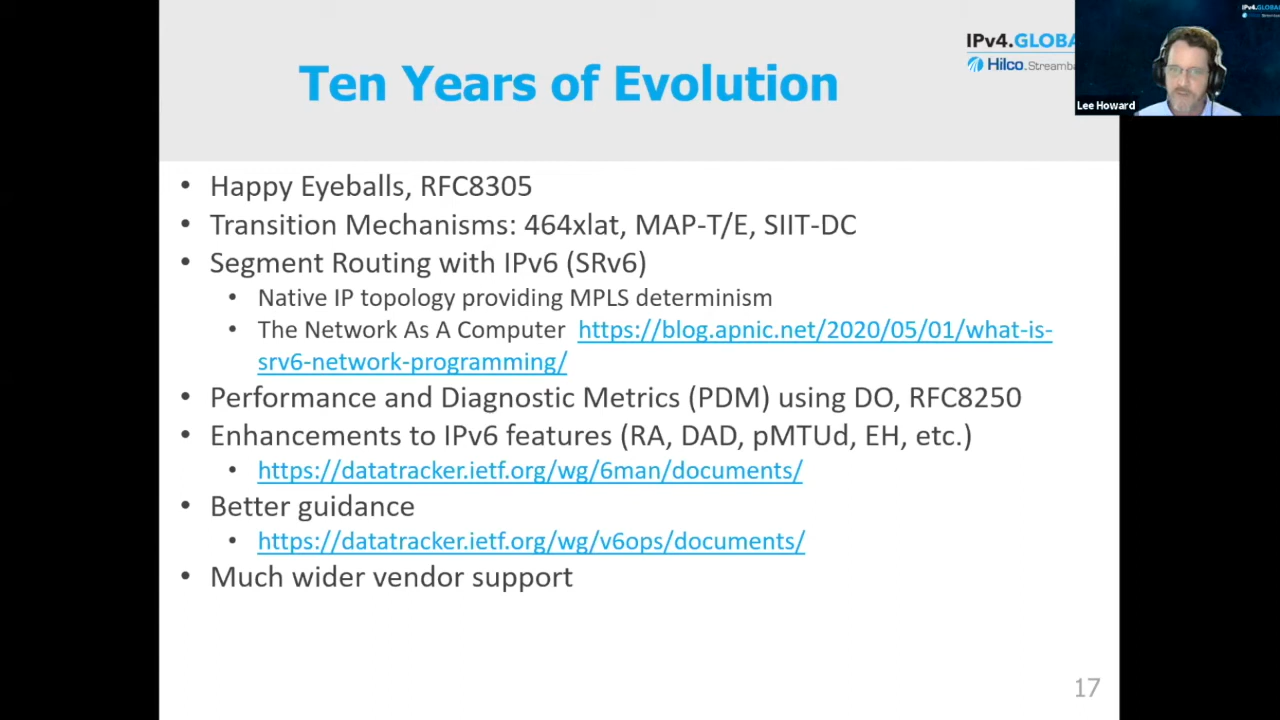 Ten Years of Evolution
IPv4.GLOBA
Hilco. Streamba
IPv4.GLOBAL
Lee Howard
• Happy Eyeballs, RFC8305
• Transition Mechanisms: 464xlat, MAP-T/E, SIIT-DC
• Segment Routing with IPv6 (SRv6)
• Native IP topology providing MPLS determinism
• The Network As A Computer https://blog.apnic.net/2020/05/01/what-is-
srv6-network-programming/
• Performance and Diagnostic Metrics (PDM) using DO, RFC8250
• Enhancements to IPv6 features (RA, DAD, pMTUd, EH, etc.)
• https://datatracker.ietf.org/wg/6man/documents/
• Better guidance
• https://datatracker.ietf.org/wg/v6ops/documents/
• Much wider vendor support
17